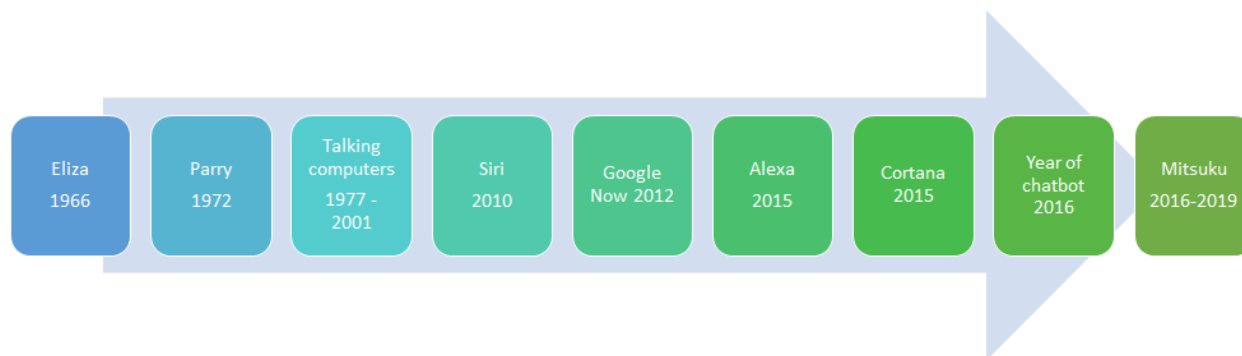 Eliza
1966
Parry
1972
Talking
computers
1977 -
2001
Siri
2010
Google
Now 2012
Alexa
2015
Cortana
2015
Year of
chatbot
2016
Mitsuku
2016-2019